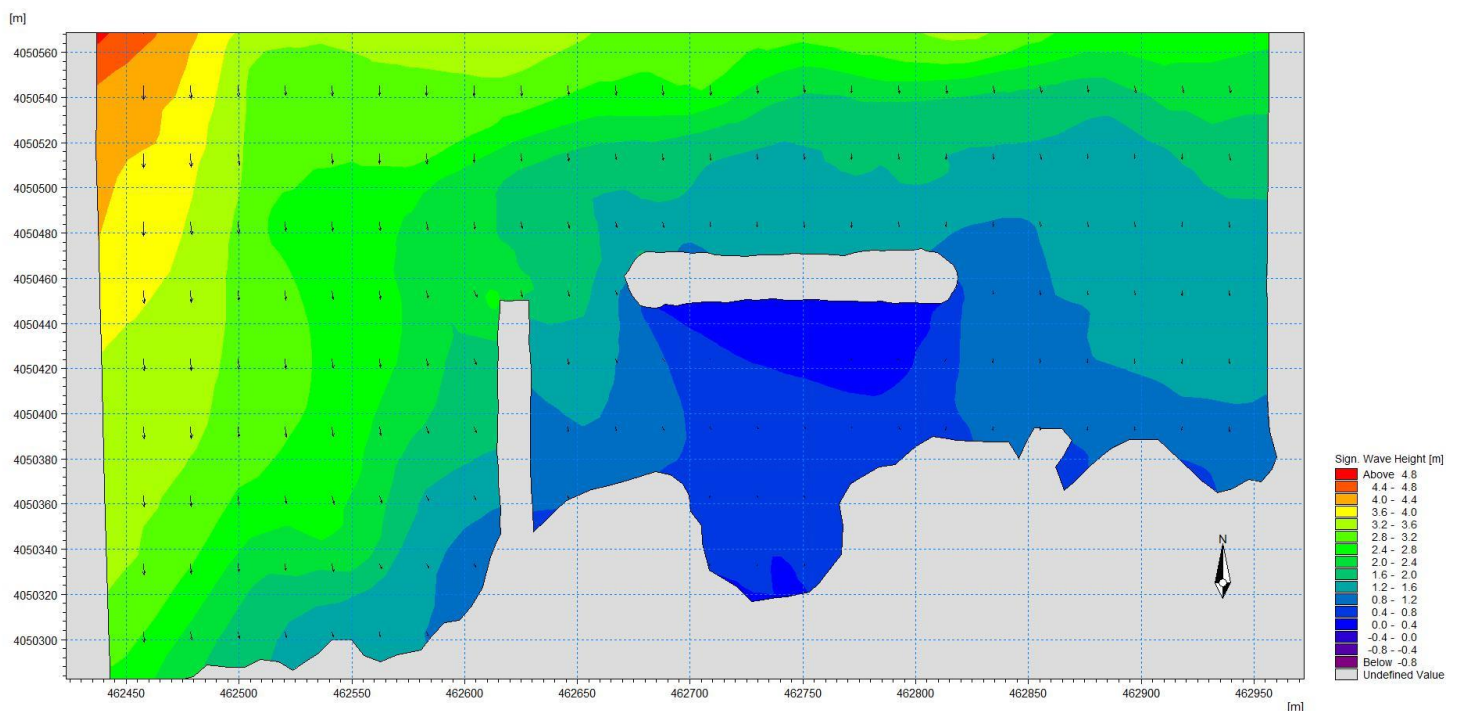 [m]
4050560
4050540
4050520
4050500
4050480
4050460
4050440
4050420
4050400
4050380
4050360
4050340
4050320
4050300
462450 462500 462550 462600 462650 462700 462750 462800 462850 462900 462950
[m]
N
Sign. Wave Height [m]
Above 4.8
4.4 - 4.8
4.0 - 4.4
3.6 - 4.0
3.2 - 3.6
2.8 - 3.2
2.4 - 2.8
2.0 - 2.4
1.6 - 2.0
1.2 - 1.6
0.8 - 1.2
0.4 - 0.8
0.0 - 0.4
-0.4 - 0.0
-0.8 - -0.4
Below -0.8
Undefined Value